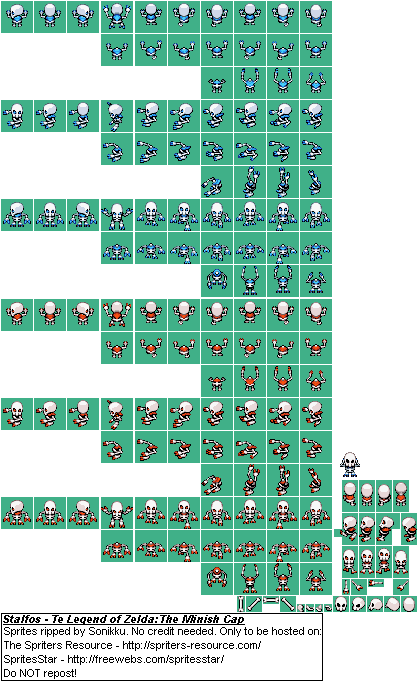 Stalfos - Te Legend of Zelda:The Minish Cap
Sprites ripped by Sonikku. No credit needed. Only to be hosted on:
The Spriters Resource - http://spriters-resource.com/
SpritesStar - http://freewebs.com/spritesstar/
Do NOT repost!